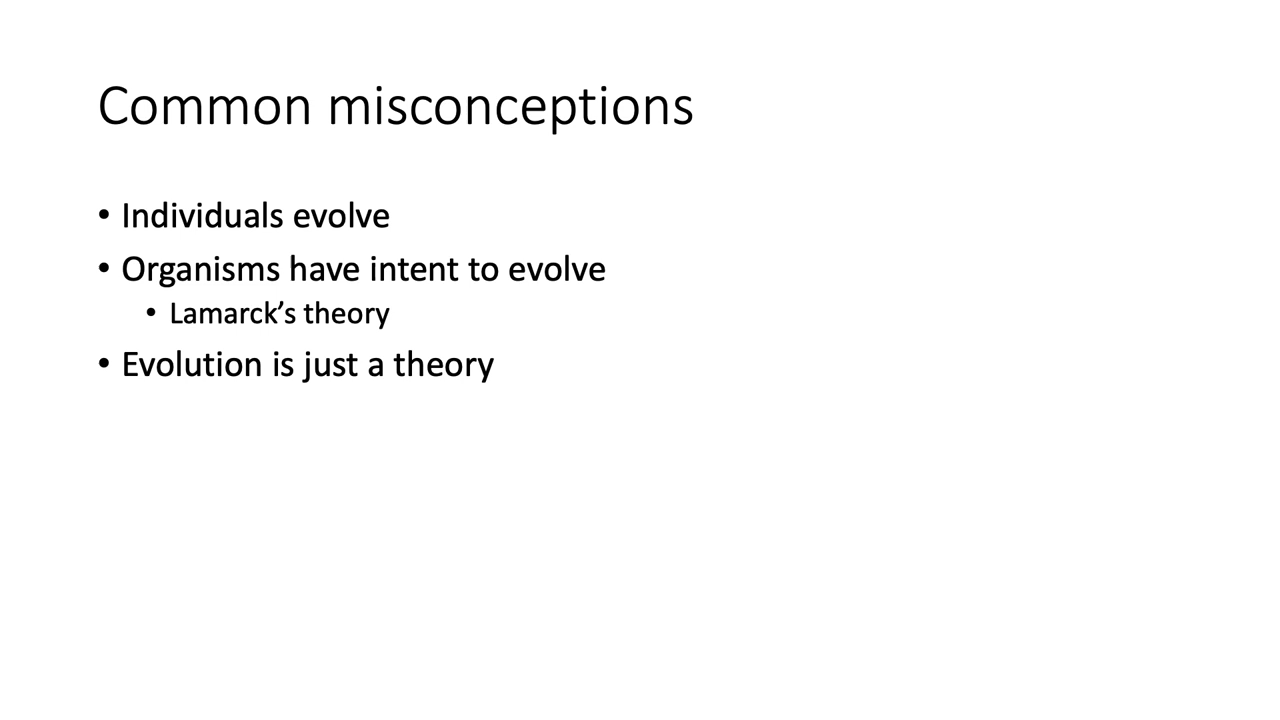 Common misconceptions
• Individuals evolve
• Organisms have intent to evolve
• Lamarck’s theory
• Evolution is just a theory